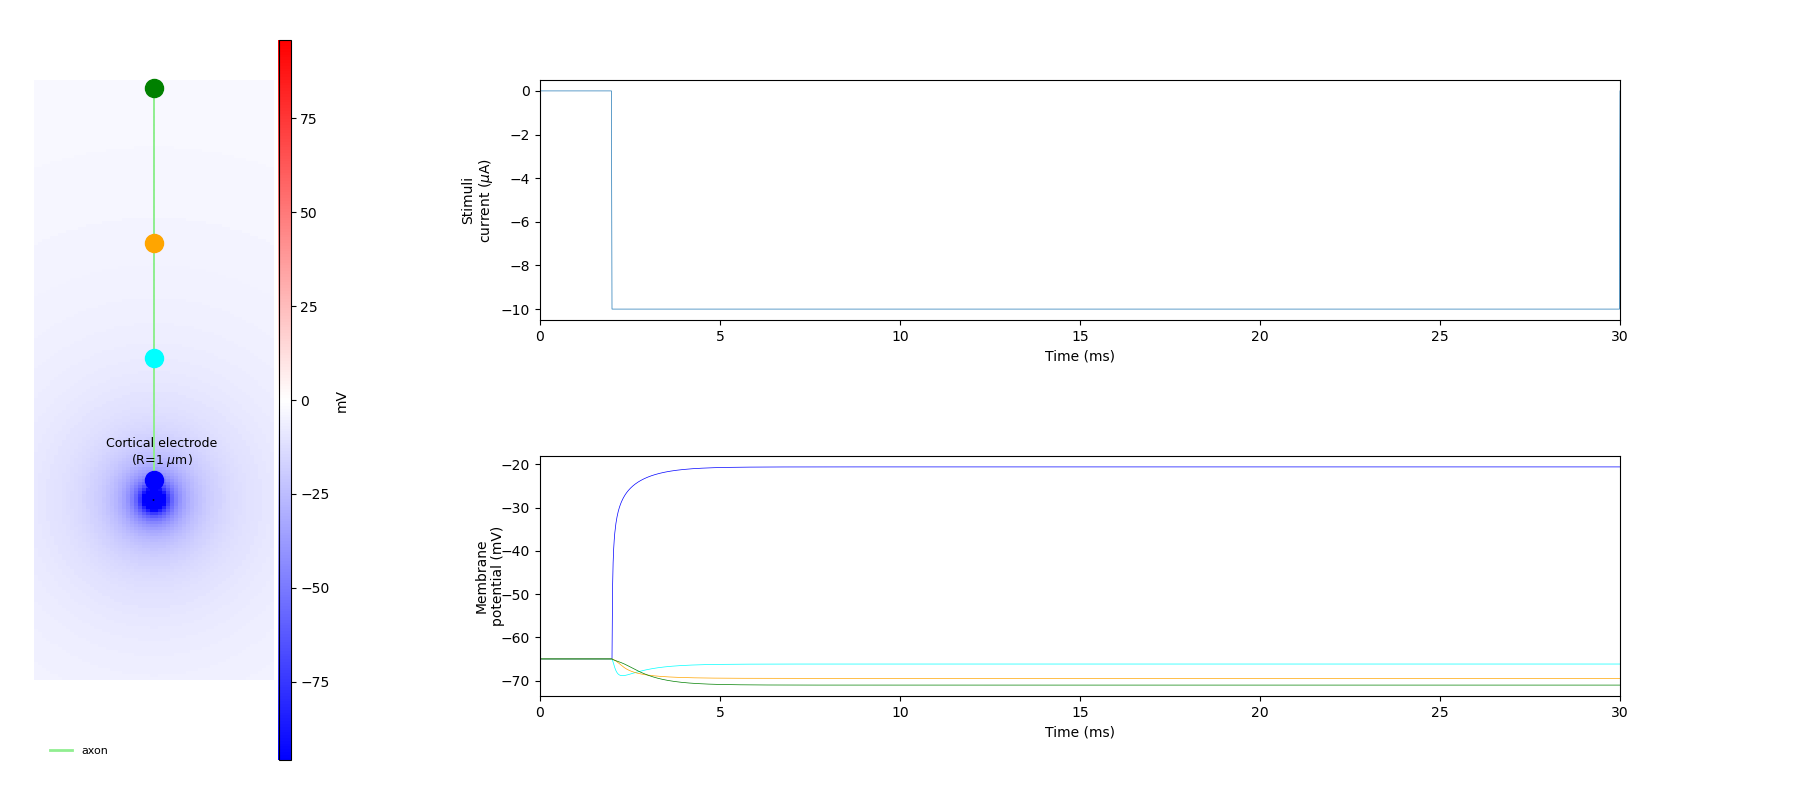 Cortical electrode
(R=1 μm)
axon
75
50
25
0
−25
−50
−75
mV
Stimuli
current (μA)
0
−2
−4
−6
−8
−10
0 5 10 15 20 25 30
Time (ms)
Membrane
potential (mV)
−20
−30
−40
−50
−60
−70
0 5 10 15 20 25 30
Time (ms)